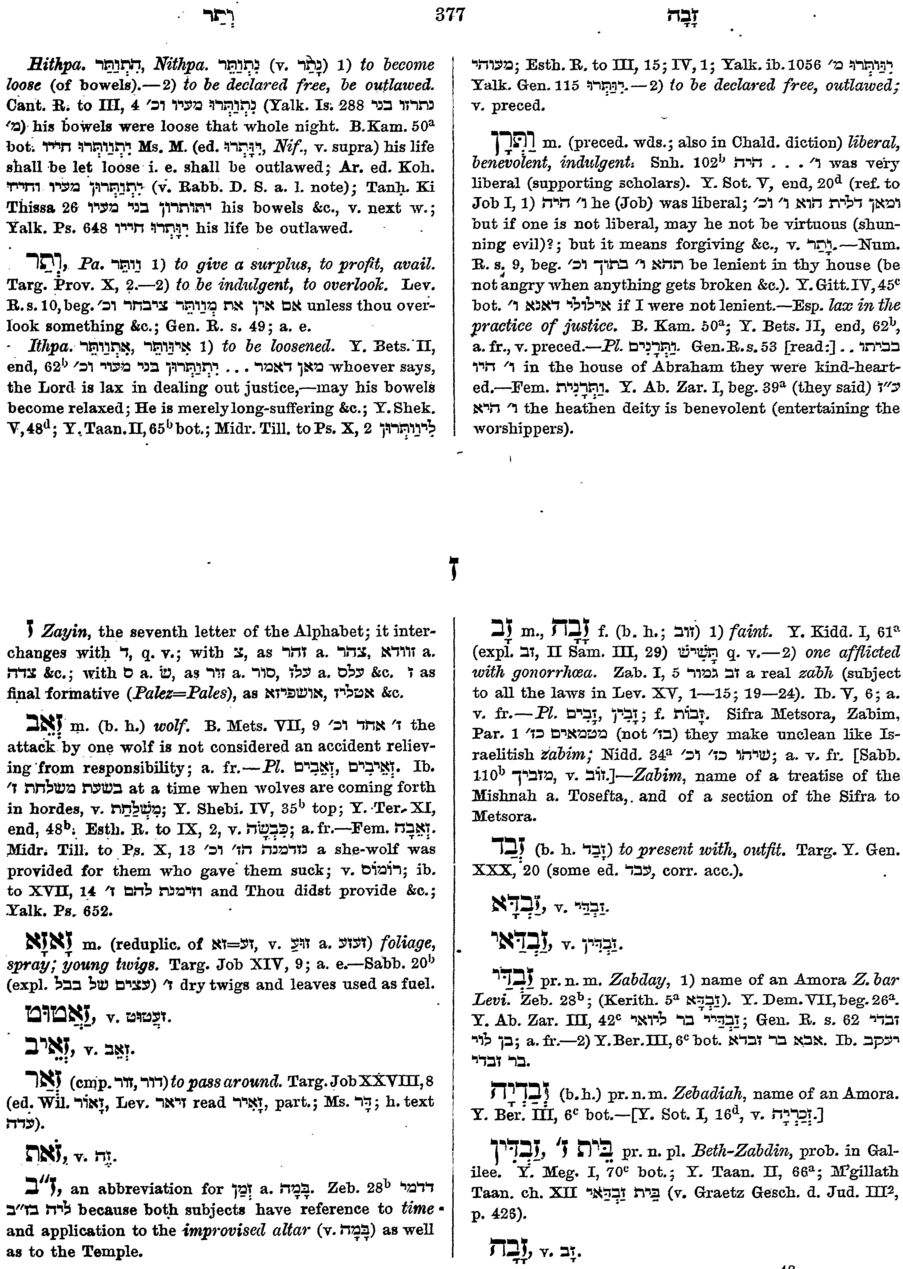 וְתַר 377 זָבָה
Hithpa. הִתְוַתֵּר, Nithpa. נִתְוַתֵּר (v. נָתַר) 1) to become
loose (of bowels).—2) to be declared free, be outlawed.
Cant. R. to III, 4 נִתְוַתְּרוּ מעיו וכ׳ (Yalk. Is. 288 נתרזו בני
מ׳) his bowels were loose that whole night. B.Kam. 50ᵃ
bot. יִתְוַתְּרוּ חייו Ms. M. (ed. יִוָּתְרוּ, Nif., v. supra) his life
shall be let loose i. e. shall be outlawed; Ar. ed. Koh.
יִתְוַתְּרוּן מעיו וחייו (v. Rabb. D. S. a. l. note); Tanḥ. Ki
Thissa 26 יתותרון בני מעיו his bowels &c., v. next w.;
Yalk. Ps. 648 יִוָּתְרוּ חייו his life be outlawed.
וְתַר, Pa. וַותַּר 1) to give a surplus, to profit, avail.
Targ. Prov. X, 2.—2) to be indulgent, to overlook. Lev.
R. s. 10, beg. אם אין את מְוַותֵּר ציבחר וכ׳ unless thou over-
look something &c.; Gen. R. s. 49; a. e.
Ithpa. אִתְוַותַּר, אִיוַּותַּר 1) to be loosened. Y. Bets. II,
end, 62ᵇ מאן דאמר ... יִתְוַתְּרוּן בני מעוי וכ׳ whoever says,
the Lord is lax in dealing out justice,—may his bowels
become relaxed; He is merely long-suffering &c.; Y. Shek.
V, 48ᵈ; Y. Taan. II, 65ᵇ bot.; Midr. Till. to Ps. X, 2 לִיוַותְּרוּן
מעוהי; Esth. R. to III, 15; IV, 1; Yalk. ib. 1056 יִוַּותְּרוּ מ׳
Yalk. Gen. 115 יִוַּותְּרוּ.—2) to be declared free, outlawed;
v. preced.
וַתְּרָן m. (preced. wds.; also in Chald. diction) liberal,
benevolent, indulgent. Snh. 102ᵇ ו׳ ... היה was very
liberal (supporting scholars). Y. Sot. V, end, 20ᵈ (ref. to
Job I, 1) ו׳ היה he (Job) was liberal; ומאן דלית הוא ו׳ וכ׳
but if one is not liberal, may he not be virtuous (shun-
ning evil)?; but it means forgiving &c., v. וָתַר.—Num.
R. s. 9, beg. תהא ו׳ בתוך וכ׳ be lenient in thy house (be
not angry when anything gets broken &c.). Y. Gitt. IV, 45ᶜ
bot. אילולי דאנא ו׳ if I were not lenient.—Esp. lax in the
practice of justice. B. Kam. 50ᵃ; Y. Bets. II, end, 62ᵇ,
a. fr., v. preced.—Pl. וַתְּרָנִים. Gen. R. s. 53 [read:] בביתו ..
ו׳ היו in the house of Abraham they were kind-heart-
ed.—Fem. וַתְּרָנִית. Y. Ab. Zar. I, beg. 39ᵃ (they said) ע״ז
ו׳ היא the heathen deity is benevolent (entertaining the
worshippers).
ז
ז Zayin, the seventh letter of the Alphabet; it inter-
changes with ד, q. v.; with צ, as זהר a. צהר, זוודא a.
צדה &c.; with ס a. שׂ, as זור a. סור, עלז a. עלס &c. ז as
final formative (Palez=Pales), as אטליז, אושפיזא &c.
זְאֵב m. (b. h.) wolf. B. Mets. VII, 9 ז׳ אחד וכ׳ the
attack by one wolf is not considered an accident reliev-
ing from responsibility; a. fr.—Pl. זְאֵבִים, זְאֵיבִים. Ib.
בשעת משלחת ז׳ at a time when wolves are coming forth
in hordes, v. מִשְׁלַחַת; Y. Shebi. IV, 35ᵇ top; Y. Ter. XI,
end, 48ᵇ. Esth. R. to IX, 2, v. כִּבְשָׂה; a. fr.—Fem. זְאֵבָה.
Midr. Till. to Ps. X, 13 נזדמנה הז׳ וכ׳ a she-wolf was
provided for them who gave them suck; v. רוֹמוֹס; ib.
to XVII, 14 וזימנת להם ז׳ and Thou didst provide &c.;
Yalk. Ps. 652.
זָאזָא m. (reduplic. of זא=זע, v. זוּעַ a. זעזע) foliage,
spray; young twigs. Targ. Job XIV, 9; a. e.—Sabb. 20ᵇ
(expl. עצים של בבל) ז׳ dry twigs and leaves used as fuel.
זַאֲטוּט, v. זַעֲטוּט.
זְאֵיב, v. זְאֵב.
זְאַר (cmp. דור, זור) to pass around. Targ. Job XXVIII, 8
(ed. Wil. זָאוֹר, Lev. זיאר read זָאֵיר, part.; Ms. דָּר; h. text
עדה).
זֹאת, v. זֶה.
ז״ב, an abbreviation for זְמַן a. בָּמָה. Zeb. 28ᵇ דדמי
ליה בז״ב because both subjects have reference to time
and application to the improvised altar (v. בָּמָה) as well
as to the Temple.
זָב m., זָבָה f. (b. h.; זוב) 1) faint. Y. Kidd. I, 61ᵃ
(expl. זב, II Sam. III, 29) תָּשִׁישׁ q. v.—2) one afflicted
with gonorrhœa. Zab. I, 5 זב גמור a real zabh (subject
to all the laws in Lev. XV, 1—15; 19—24). Ib. V, 6; a.
v. fr.—Pl. זָבִים, זָבִין; f. זָבוֹת. Sifra Metsora, Zabim,
Par. 1 מטמאים כז׳ (not בז׳) they make unclean like Is-
raelitish zabim; Nidd. 34ᵃ שיהו כז׳ וכ׳; a. v. fr. [Sabb.
110ᵇ מזוביך, v. זוֹב.]—Zabim, name of a treatise of the
Mishnah a. Tosefta, and of a section of the Sifra to
Metsora.
זְבַד (b. h. זָבַד) to present with, outfit. Targ. Y. Gen.
XXX, 20 (some ed. עבד, corr. acc.).
זַבְדָּא, v. זַבְדַּי.
זַבְדָּאי, v. זַבְדִּין.
זַבְדַּי pr. n. m. Zabday, 1) name of an Amora Z. bar
Levi. Zeb. 28ᵇ; (Kerith. 5ᵃ זַבְדָּא). Y. Dem. VII, beg. 26ᵃ.
Y. Ab. Zar. III, 42ᶜ זַבְדַּיי בר ליואי; Gen. R. s. 62 זבדי
בן לוי; a. fr.—2) Y. Ber. III, 6ᶜ bot. אבא בר זבדא. Ib. יעקב
בר זבדי.
זְבַדְיָה (b. h.) pr. n. m. Zebadiah, name of an Amora.
Y. Ber. III, 6ᶜ bot.—[Y. Sot. I, 16ᵈ, v. זְכַרְיָה.]
זַבְדִּין, בֵּית ז׳ pr. n. pl. Beth-Zabdin, prob. in Gal-
ilee. Y. Meg. I, 70ᶜ bot.; Y. Taan. II, 66ᵃ; M'gillath
Taan. ch. XII בֵּית זַבְדָּאי (v. Graetz Gesch. d. Jud. III²,
p. 426).
זָבָה, v. זָב.